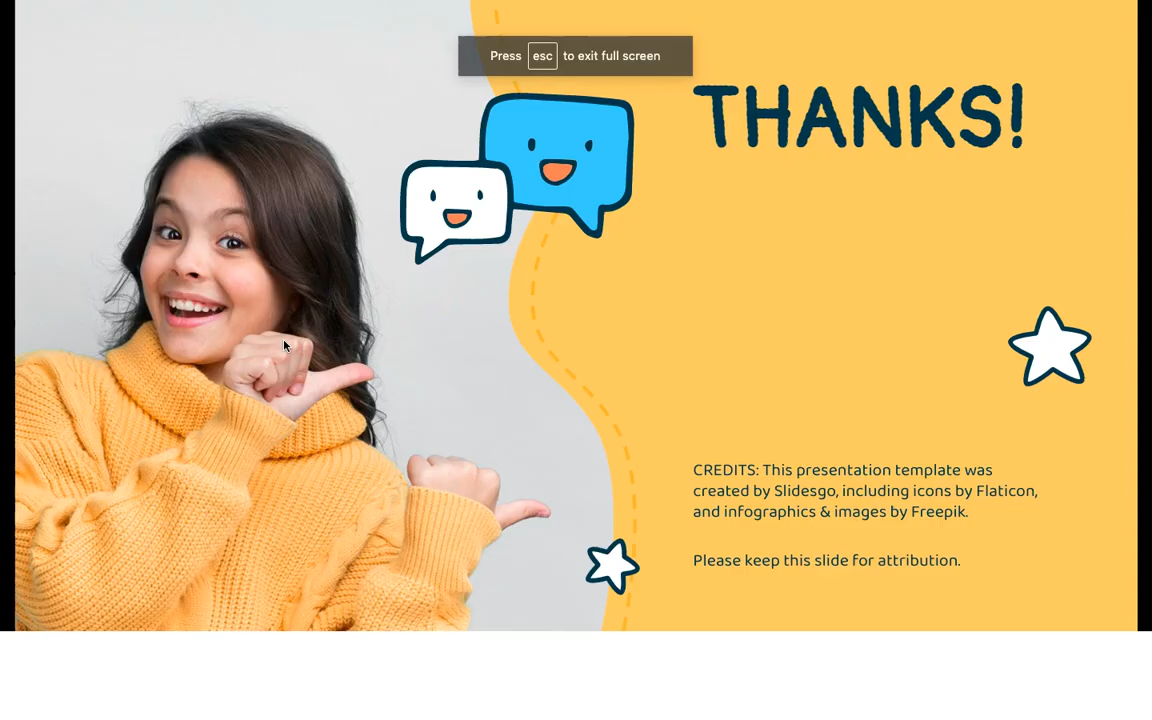 Press esc to exit full screen
THANKS!
CREDITS: This presentation template was
created by Slidesgo, including icons by Flaticon,
and infographics & images by Freepik.
Please keep this slide for attribution.